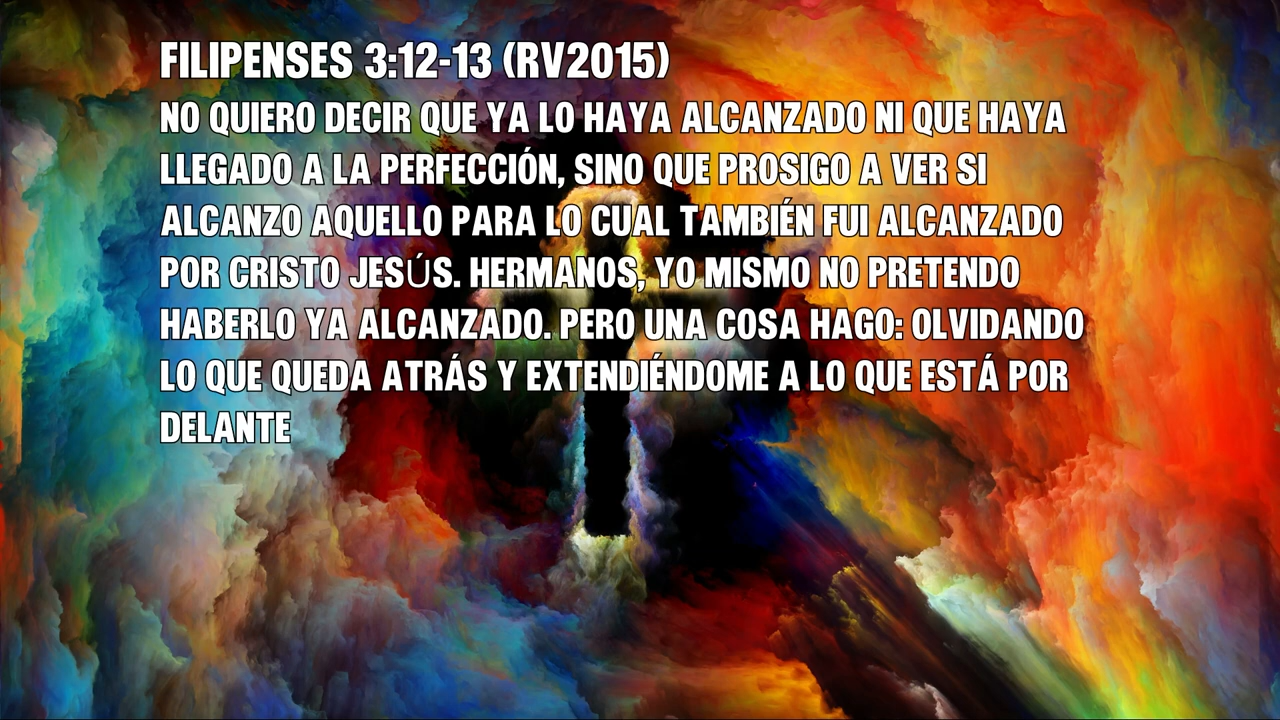 FILIPENSES 3:12-13 (RV2015)
NO QUIERO DECIR QUE YA LO HAYA ALCANZADO NI QUE HAYA
LLEGADO A LA PERFECCIÓN, SINO QUE PROSIGO A VER SI
ALCANZO AQUELLO PARA LO CUAL TAMBIÉN FUI ALCANZADO
POR CRISTO JESÚS. HERMANOS, YO MISMO NO PRETENDO
HABERLO YA ALCANZADO. PERO UNA COSA HAGO: OLVIDANDO
LO QUE QUEDA ATRÁS Y EXTENDIÉNDOME A LO QUE ESTÁ POR
DELANTE